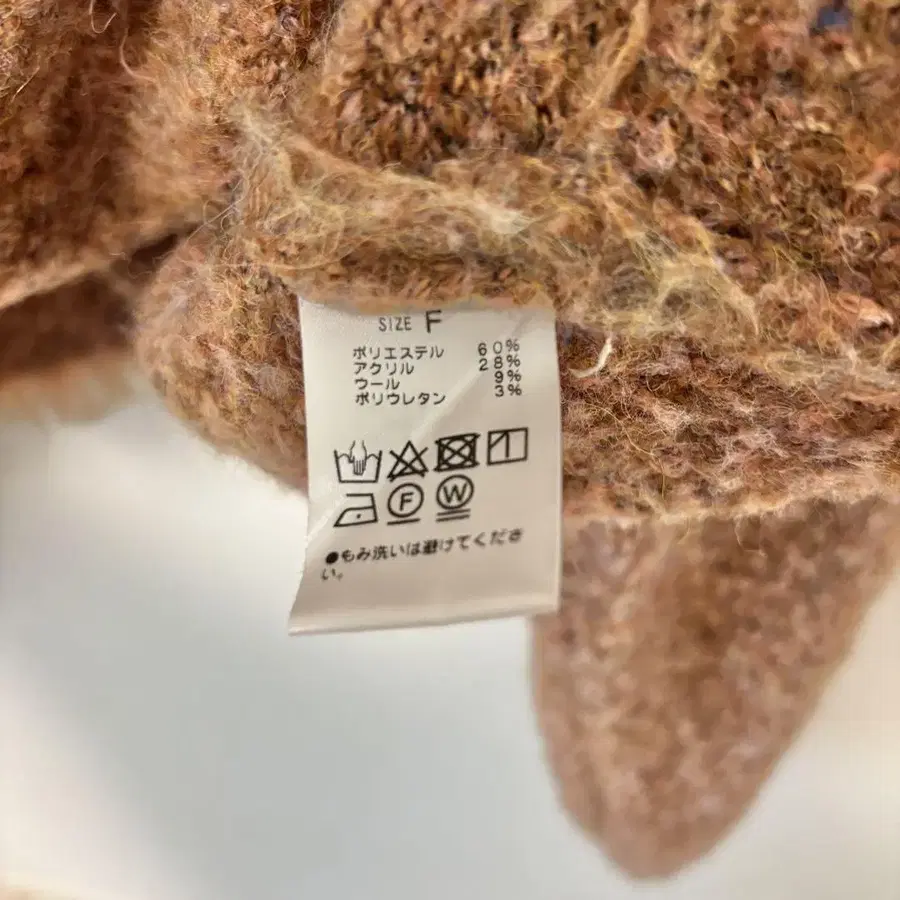 SIZE F
ポリエステル 60%
アクリル 28%
ウール 9%
ポリウレタン 3%
F W
●もみ洗いは避けてくださ
い。